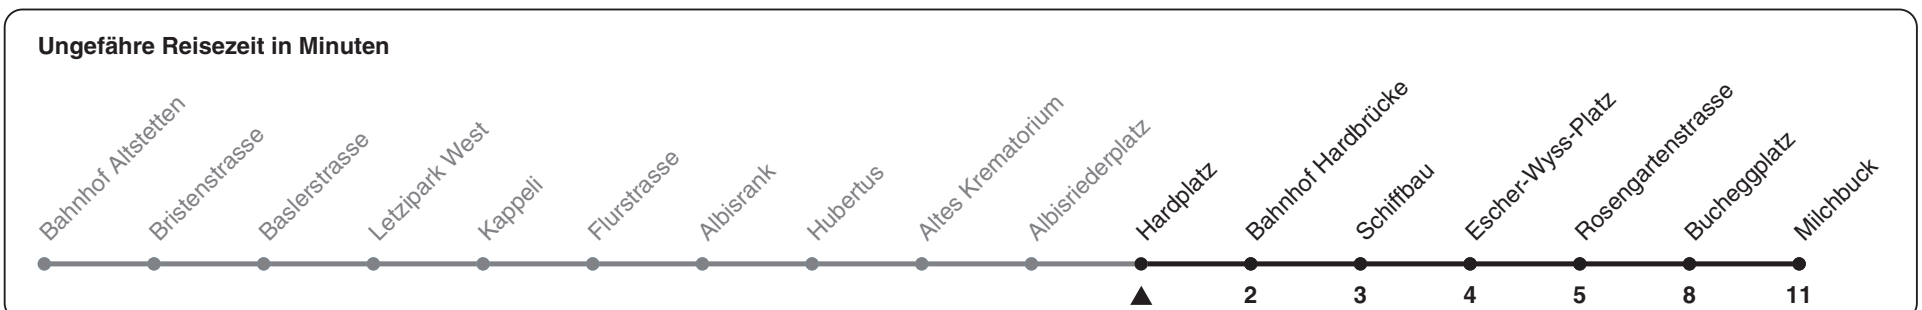 Ungefähre Reisezeit in Minuten
Bahnhof Altstetten
Bristenstrasse
Baslerstrasse
Letzipark West
Kappeli
Flurstrasse
Albisrank
Hubertus
Altes Krematorium
Albisriederplatz
Hardplatz
Bahnhof Hardbrücke
Schiffbau
Escher-Wyss-Platz
Rosengartenstrasse
Bucheggplatz
Milchbuck
2 3 4 5 8 11